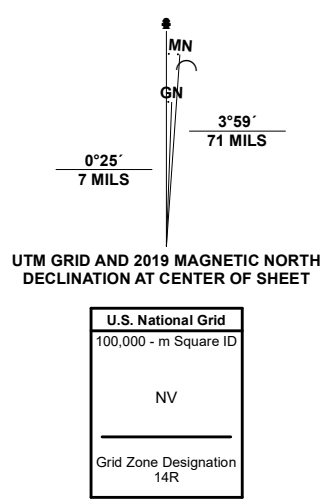 MN
GN
3°59´
71 MILS
0°25´
7 MILS
UTM GRID AND 2019 MAGNETIC NORTH
DECLINATION AT CENTER OF SHEET
U.S. National Grid
100,000 - m Square ID
NV
Grid Zone Designation
14R